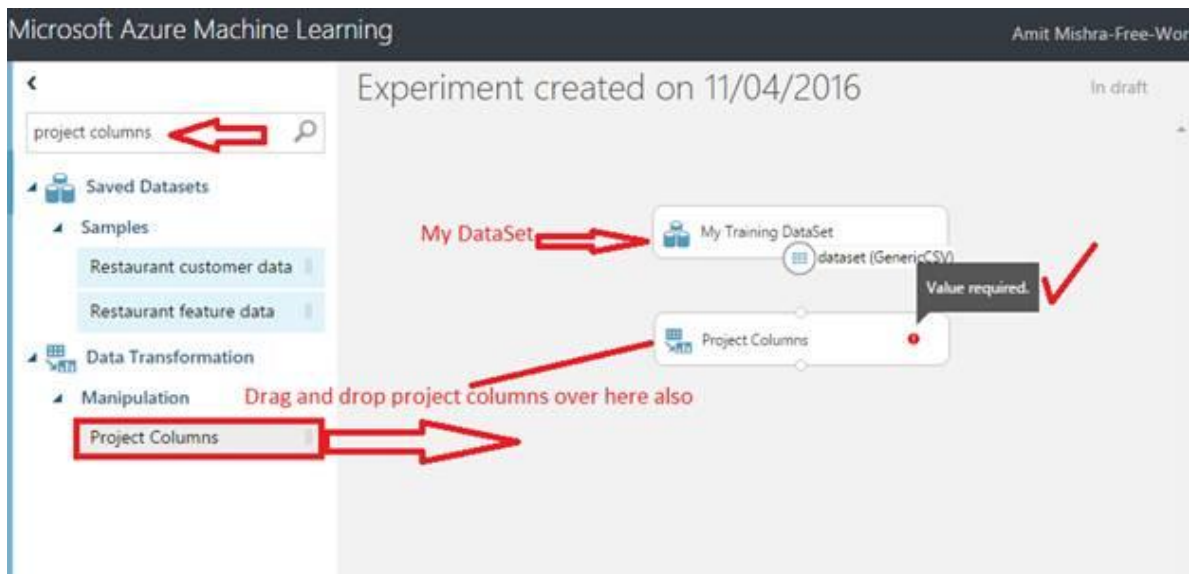 Microsoft Azure Machine Learning
Amit Mishra-Free-Wor
Experiment created on 11/04/2016
In draft
project columns
Saved Datasets
Samples
Restaurant customer data
Restaurant feature data
Data Transformation
Manipulation
Project Columns
My DataSet
My Training DataSet
dataset (GenericCSV)
Value required.
Project Columns
Drag and drop project columns over here also